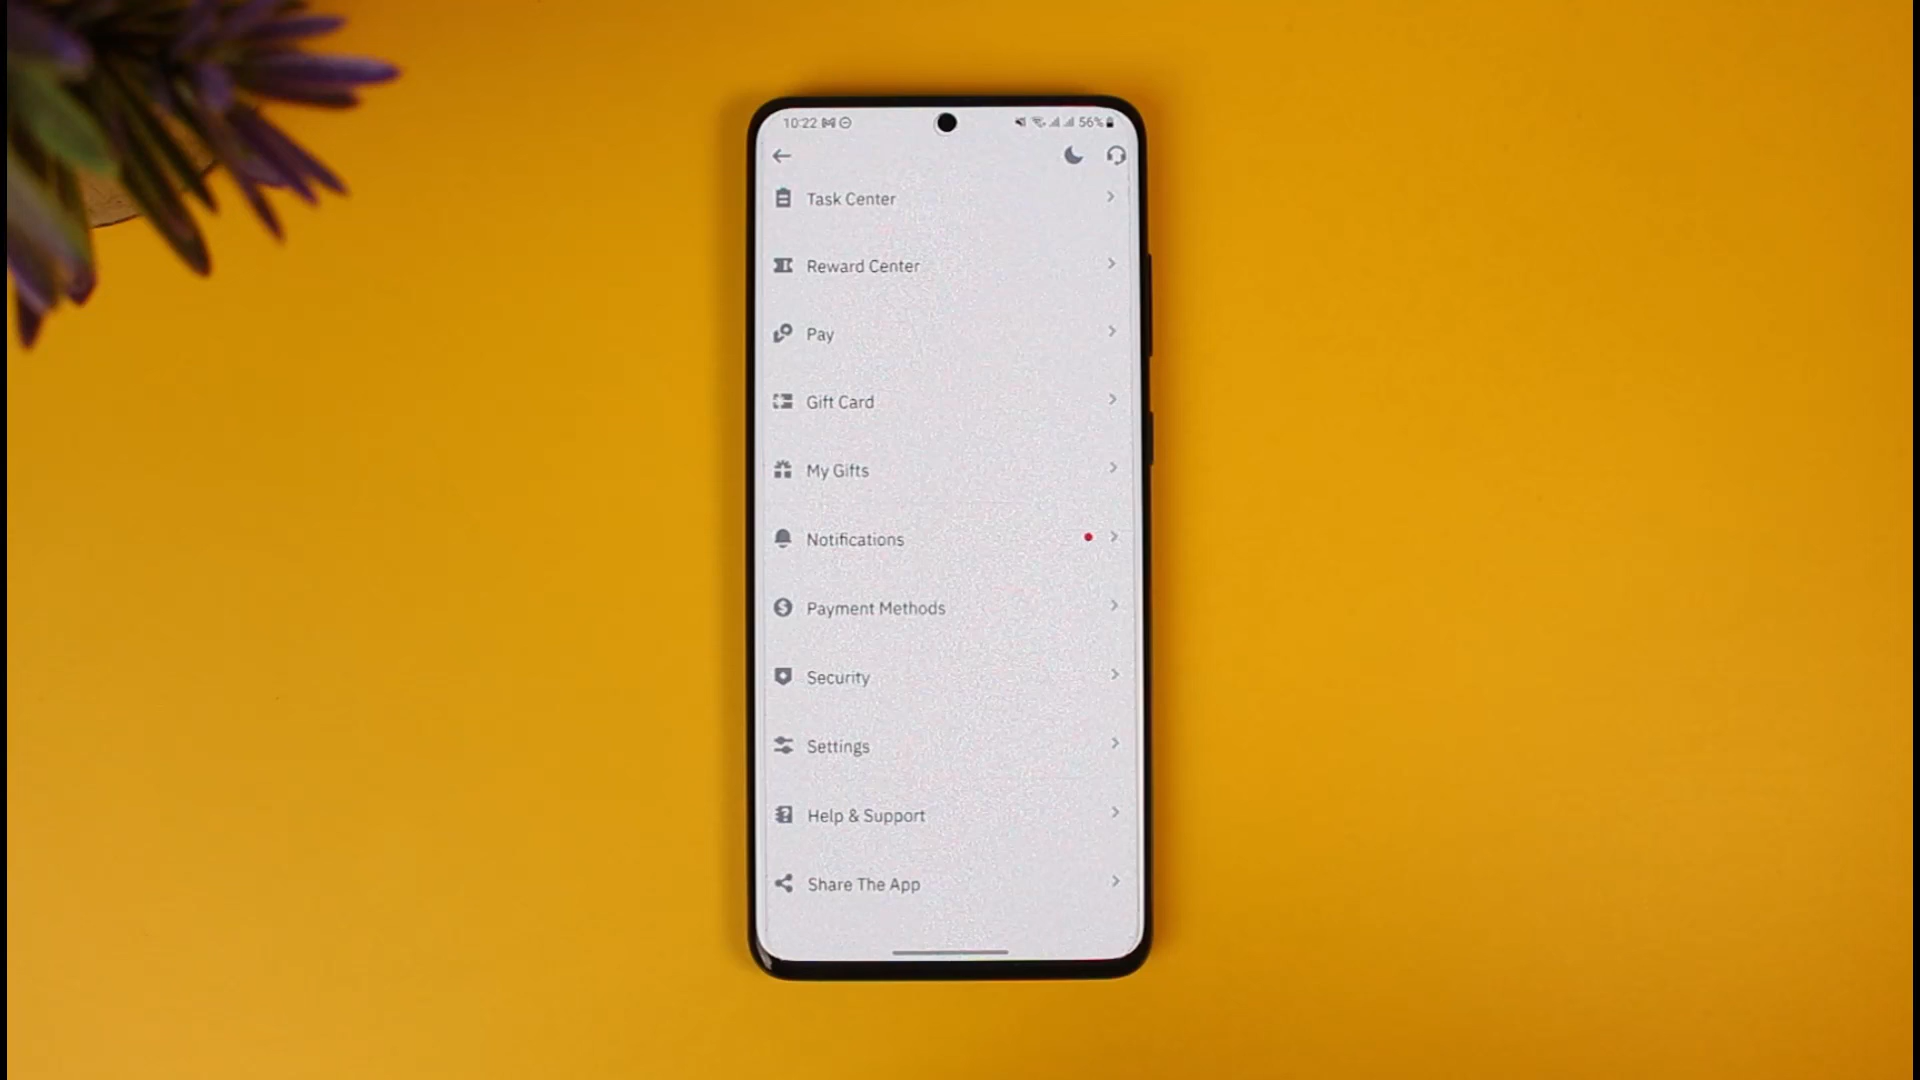 10:22
56%
Task Center
Reward Center
Pay
Gift Card
My Gifts
Notifications
Payment Methods
Security
Settings
Help & Support
Share The App